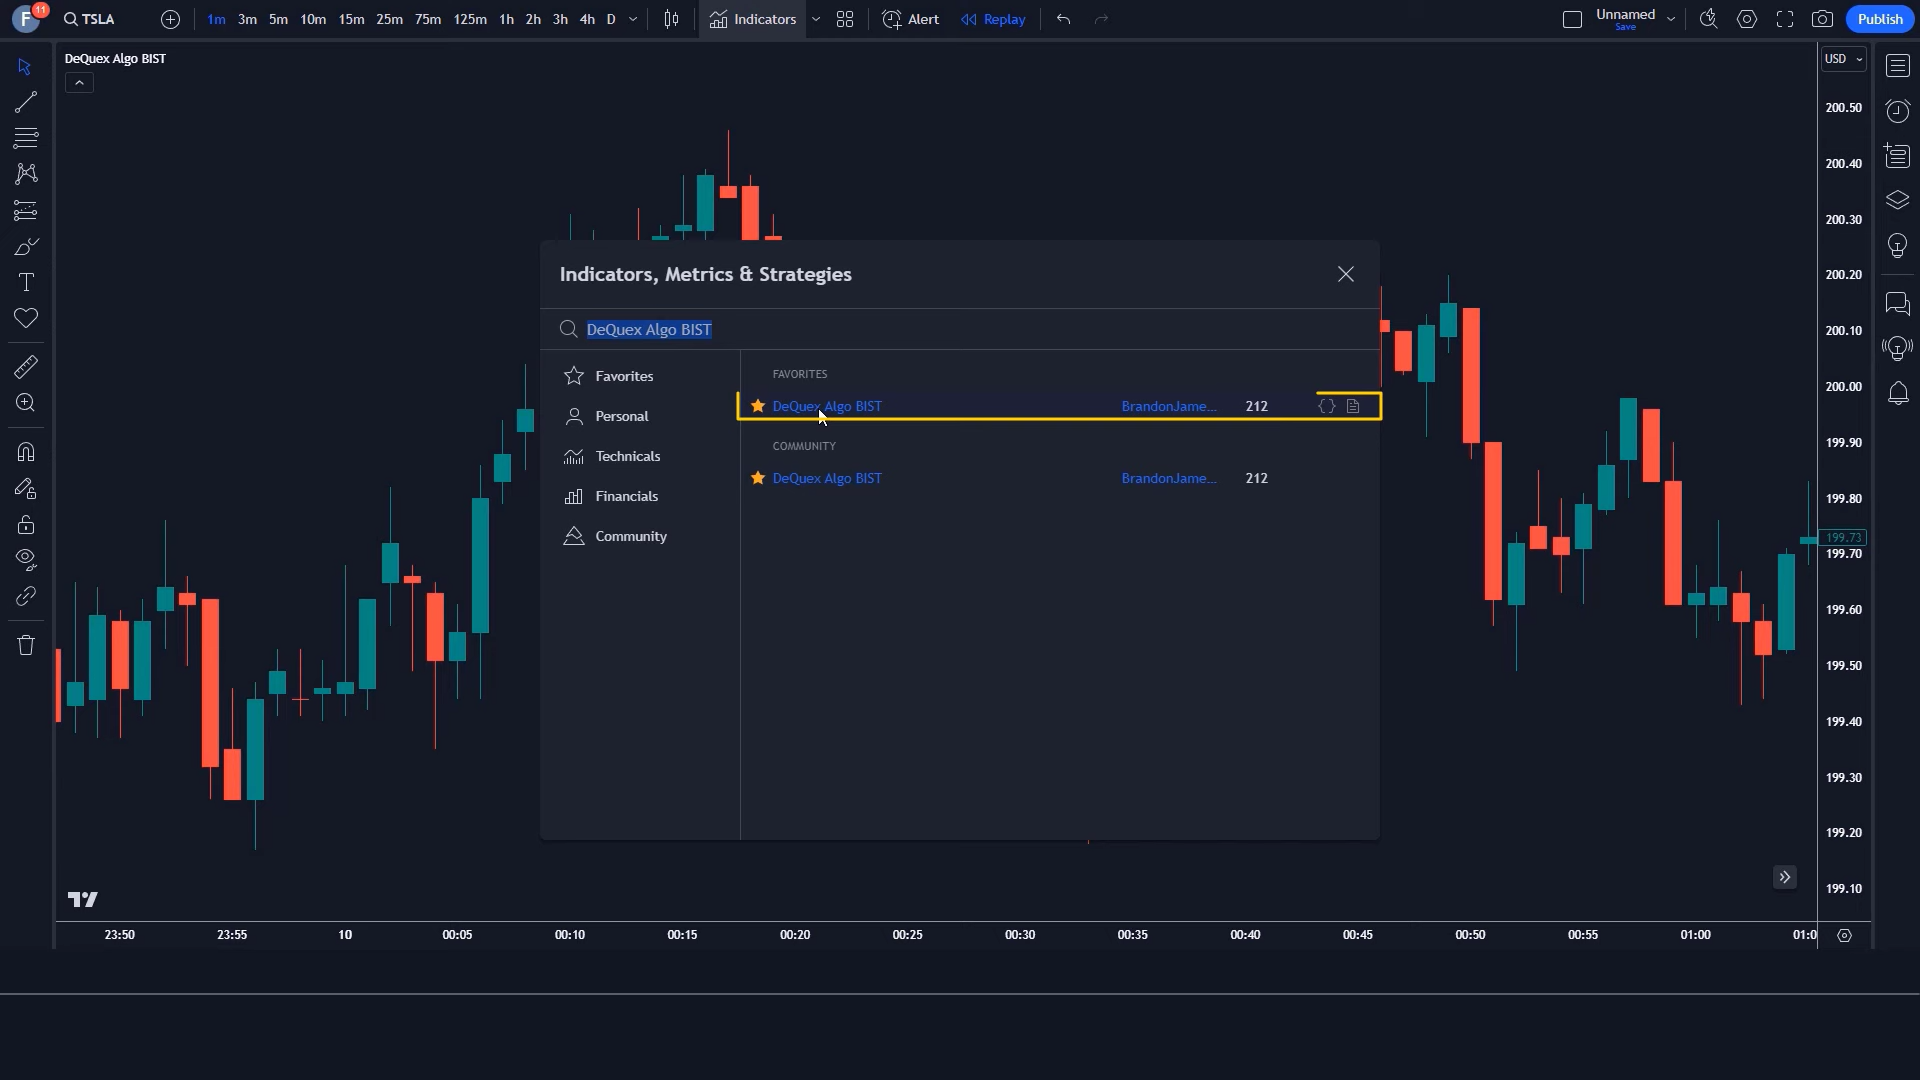 F 11 TSLA 1m 3m 5m 10m 15m 25m 75m 125m 1h 2h 3h 4h D Indicators Alert Replay Unnamed Save Publish
DeQuex Algo BIST
USD
200.50
200.40
200.30
200.20
200.10
200.00
199.90
199.80
199.73
199.70
199.60
199.50
199.40
199.30
199.20
199.10
Indicators, Metrics & Strategies
DeQuex Algo BIST
Favorites
Personal
Technicals
Financials
Community
FAVORITES
DeQuex Algo BIST BrandonJame... 212
COMMUNITY
DeQuex Algo BIST BrandonJame... 212
23:50 23:55 10 00:05 00:10 00:15 00:20 00:25 00:30 00:35 00:40 00:45 00:50 00:55 01:00 01:0